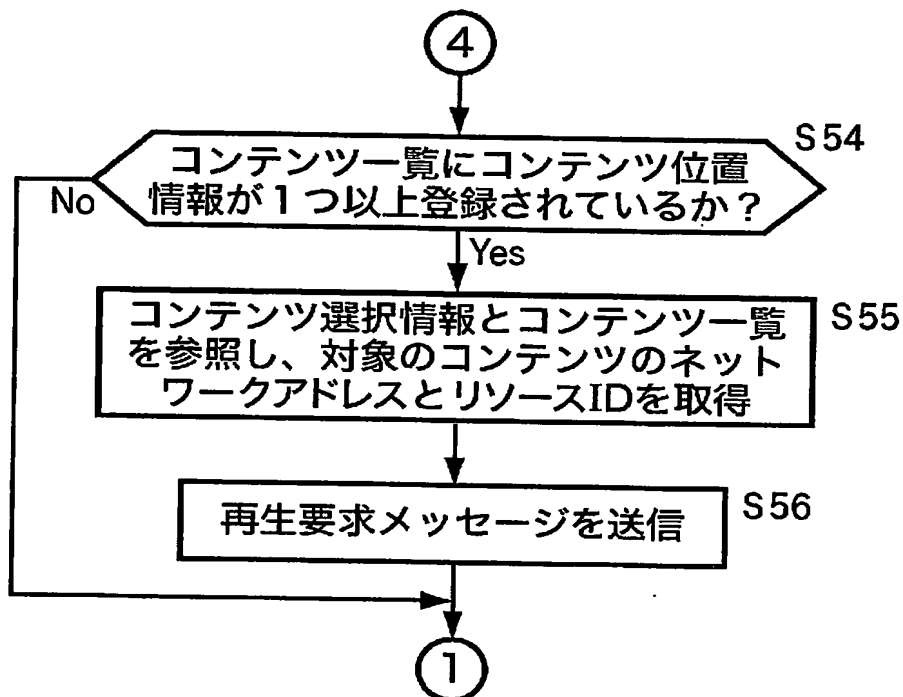 4
S54
コンテンツ一覧にコンテンツ位置
情報が1つ以上登録されているか?
No
Yes
S55
コンテンツ選択情報とコンテンツ一覧
を参照し、対象のコンテンツのネット
ワークアドレスとリソースIDを取得
S56
再生要求メッセージを送信
1